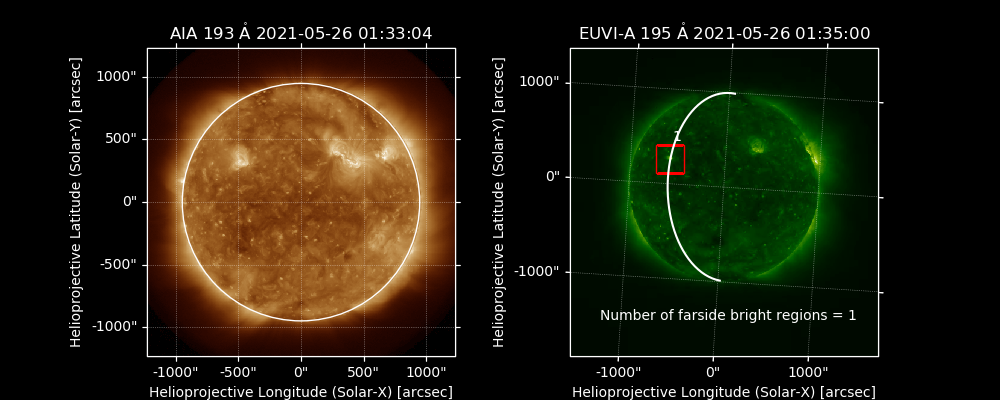 AIA 193 Å 2021-05-26 01:33:04
Helioprojective Latitude (Solar-Y) [arcsec]
1000"
500"
0"
-500"
-1000"
-1000" -500" 0" 500" 1000"
Helioprojective Longitude (Solar-X) [arcsec]
EUVI-A 195 Å 2021-05-26 01:35:00
Helioprojective Latitude (Solar-Y) [arcsec]
1000"
0"
-1000"
1
Number of farside bright regions = 1
-1000" 0" 1000"
Helioprojective Longitude (Solar-X) [arcsec]